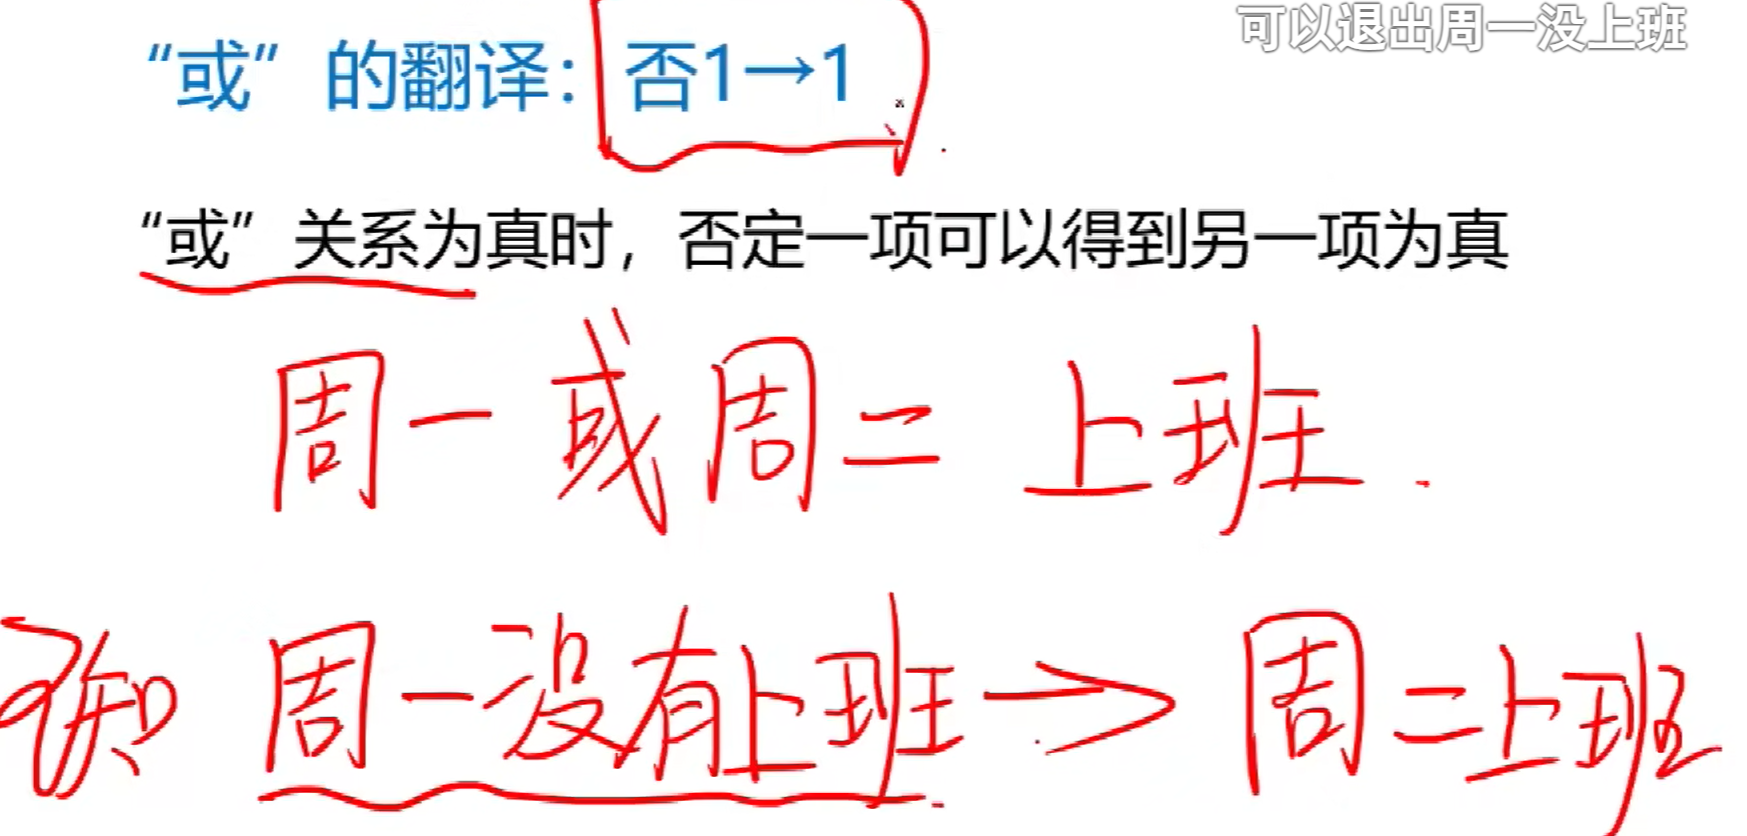 可以退出周一没上班
“或”的翻译：否1→1
“或”关系为真时，否定一项可以得到另一项为真
周一或周二 上班.
周一没有上班→周二上班